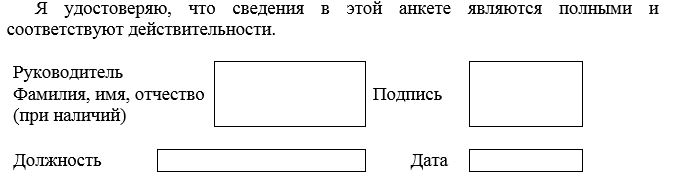 Я удостоверяю, что сведения в этой анкете являются полными и
соответствуют действительности.
Руководитель
Фамилия, имя, отчество Подпись
(при наличий)
Должность Дата